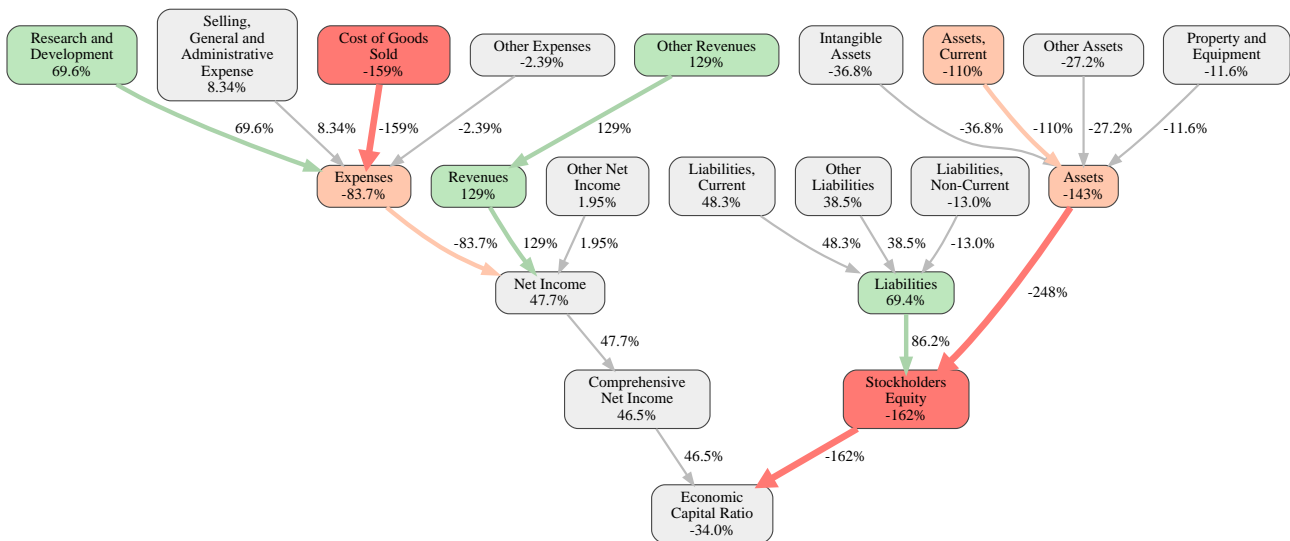 Research and
Development
69.6%
Selling,
General and
Administrative
Expense
8.34%
Cost of Goods
Sold
-159%
Other Expenses
-2.39%
Other Revenues
129%
Intangible
Assets
-36.8%
Assets,
Current
-110%
Other Assets
-27.2%
Property and
Equipment
-11.6%
69.6%
8.34%
-159%
-2.39%
129%
-36.8%
-110%
-27.2%
-11.6%
Expenses
-83.7%
Revenues
129%
Other Net
Income
1.95%
Liabilities,
Current
48.3%
Other
Liabilities
38.5%
Liabilities,
Non-Current
-13.0%
Assets
-143%
-83.7%
129%
1.95%
48.3%
38.5%
-13.0%
Net Income
47.7%
Liabilities
69.4%
-248%
47.7%
86.2%
Comprehensive
Net Income
46.5%
Stockholders
Equity
-162%
46.5%
-162%
Economic
Capital Ratio
-34.0%